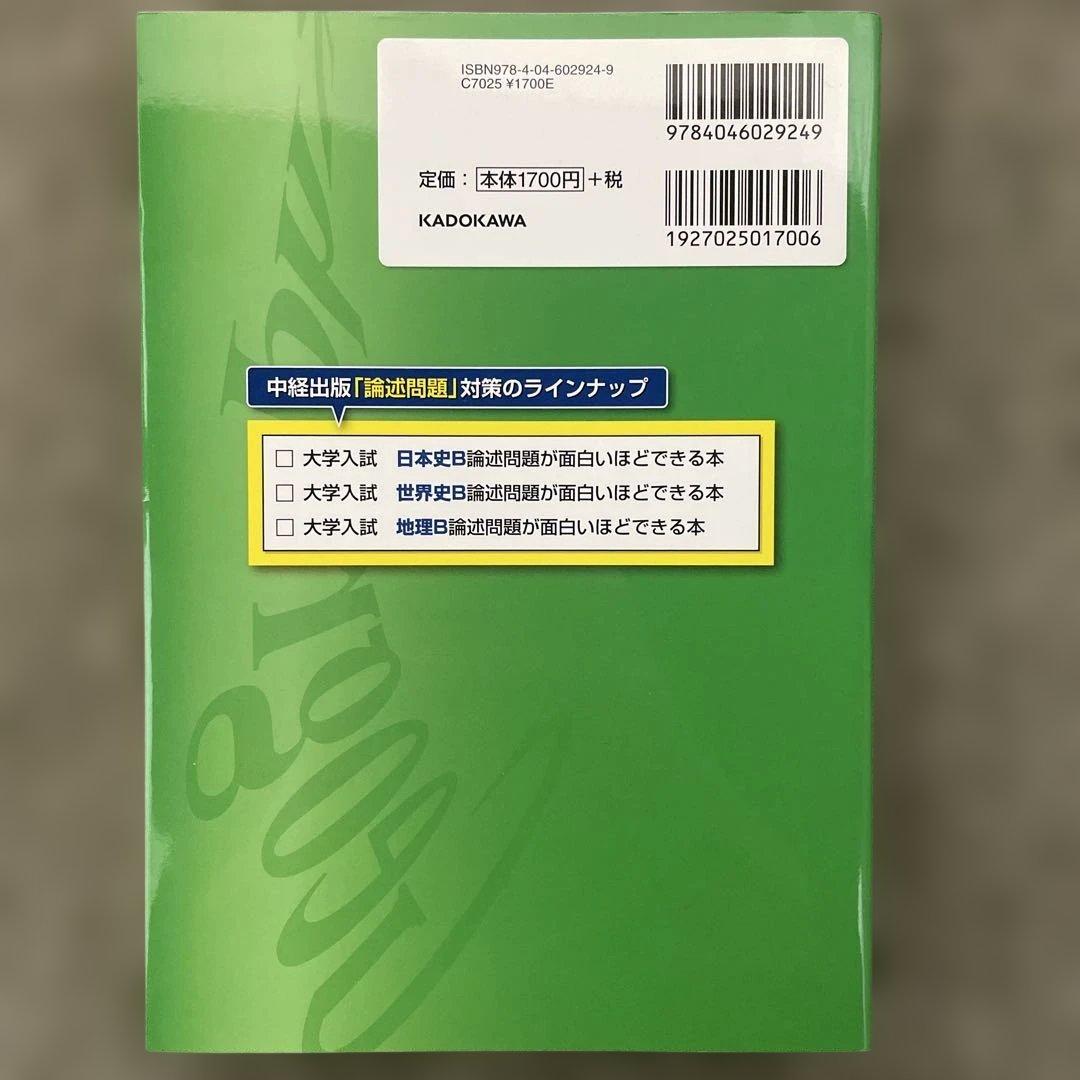 ISBN978-4-04-602924-9
C7025 ¥1700E
9784046029249
定価： 本体1700円 ＋税
KADOKAWA
1927025017006
中経出版「論述問題」対策のラインナップ
□ 大学入試　日本史B論述問題が面白いほどできる本
□ 大学入試　世界史B論述問題が面白いほどできる本
□ 大学入試　地理B論述問題が面白いほどできる本